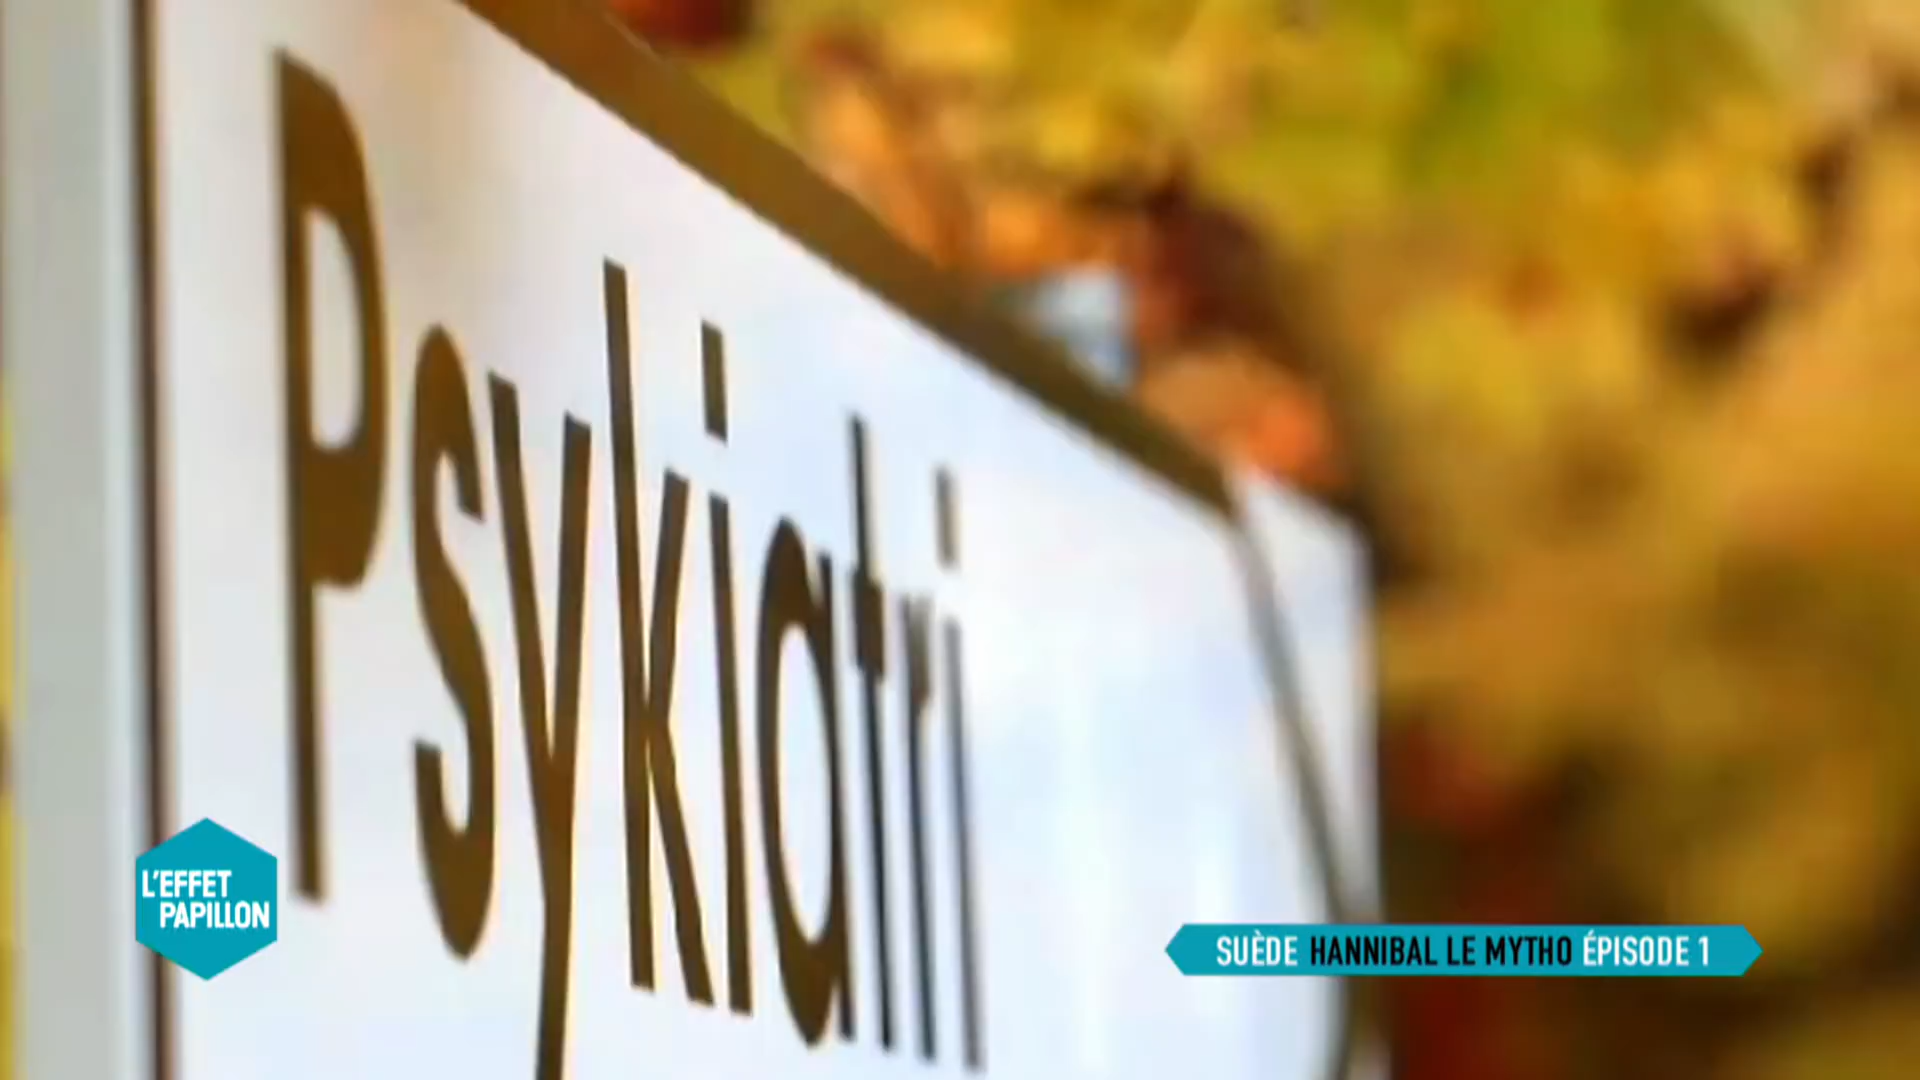 Psykiatri
L'EFFET
PAPILLON
SUÈDE HANNIBAL LE MYTHO ÉPISODE 1